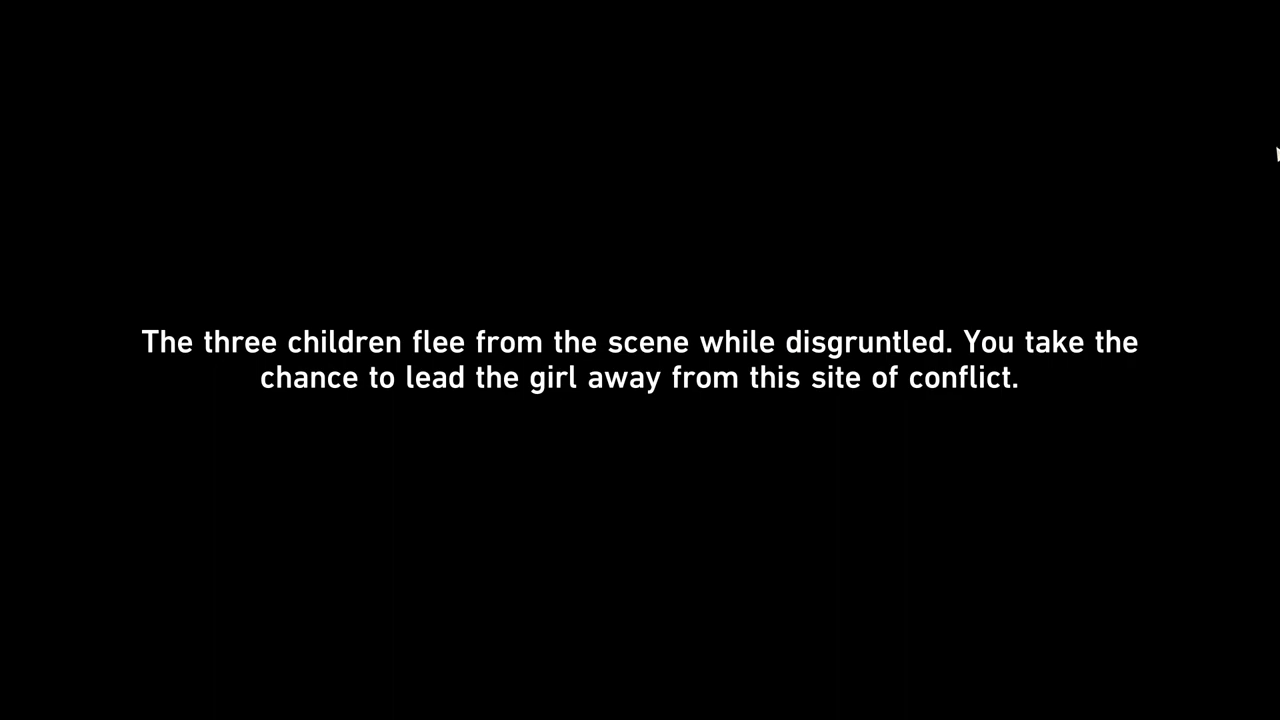 The three children flee from the scene while disgruntled. You take the
chance to lead the girl away from this site of conflict.